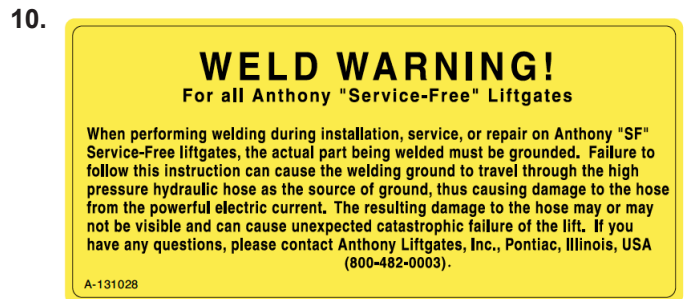 10.
WELD WARNING!
For all Anthony "Service-Free" Liftgates
When performing welding during installation, service, or repair on Anthony "SF"
Service-Free liftgates, the actual part being welded must be grounded. Failure to
follow this instruction can cause the welding ground to travel through the high
pressure hydraulic hose as the source of ground, thus causing damage to the hose
from the powerful electric current. The resulting damage to the hose may or may
not be visible and can cause unexpected catastrophic failure of the lift. If you
have any questions, please contact Anthony Liftgates, Inc., Pontiac, Illinois, USA
(800-482-0003).
A-131028